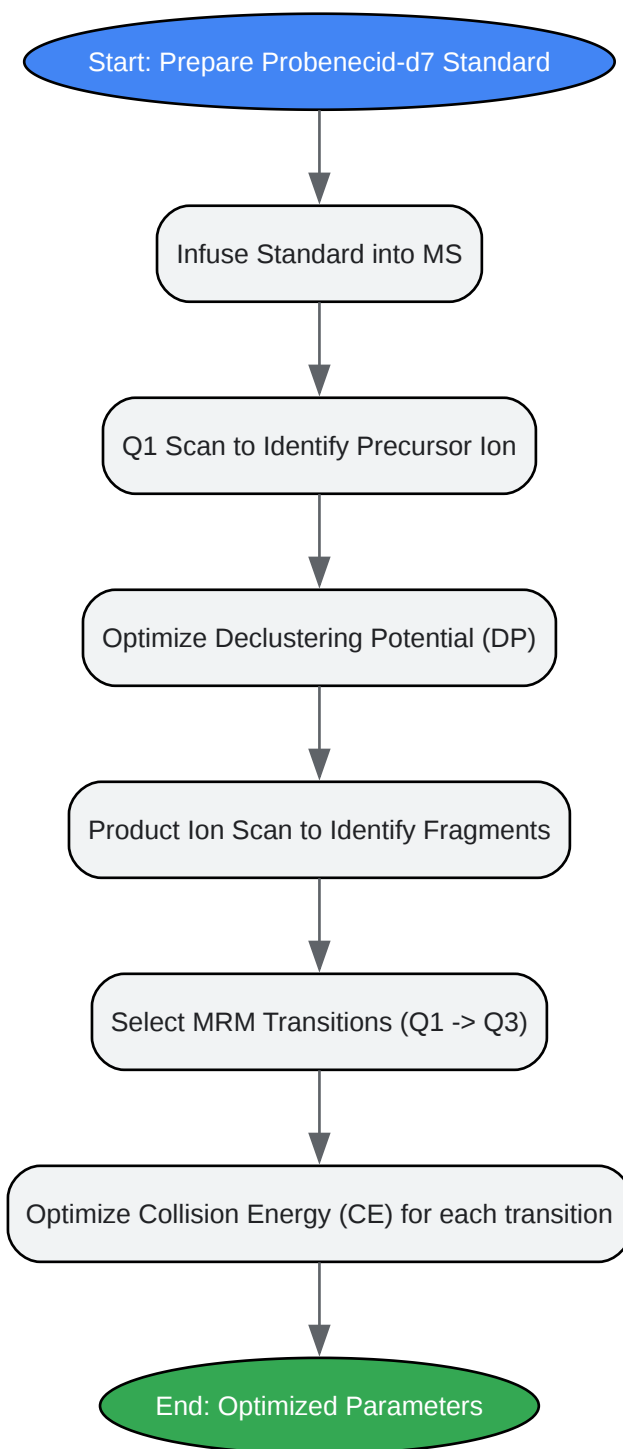 Start: Prepare Probenecid-d7 Standard
Infuse Standard into MS
Q1 Scan to Identify Precursor Ion
Optimize Declustering Potential (DP)
Product Ion Scan to Identify Fragments
Select MRM Transitions (Q1 -> Q3)
Optimize Collision Energy (CE) for each transition
End: Optimized Parameters